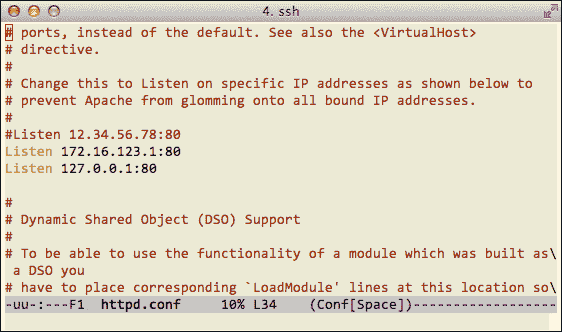 4. ssh
# ports, instead of the default. See also the <VirtualHost>
# directive.
#
# Change this to Listen on specific IP addresses as shown below to
# prevent Apache from glomming onto all bound IP addresses.
#
#Listen 12.34.56.78:80
Listen 172.16.123.1:80
Listen 127.0.0.1:80
#
# Dynamic Shared Object (DSO) Support
#
# To be able to use the functionality of a module which was built as\
 a DSO you
# have to place corresponding `LoadModule' lines at this location so\
-uu-:---F1  httpd.conf     10% L34    (Conf[Space])------------------